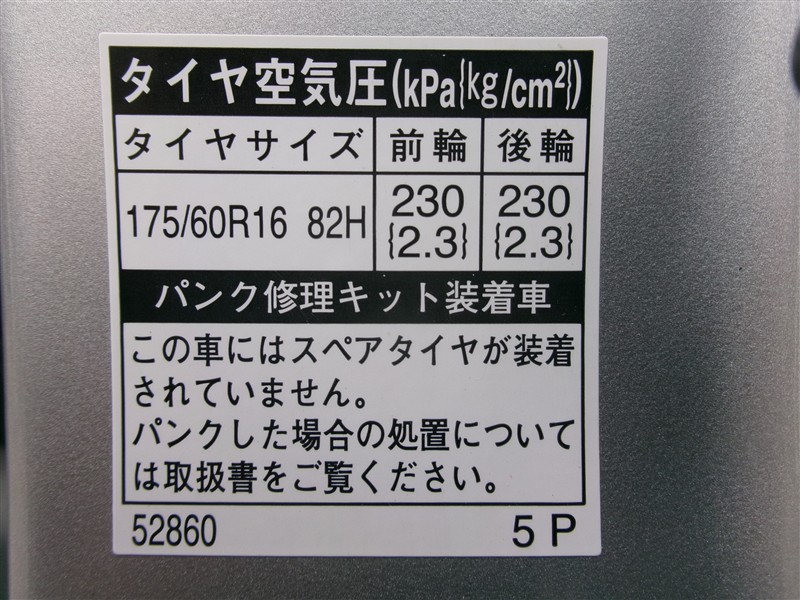 タイヤ空気圧(kPa{kg/cm²})
タイヤサイズ 前輪 後輪
175/60R16 82H 230 {2.3} 230 {2.3}
パンク修理キット装着車
この車にはスペアタイヤが装着
されていません。
パンクした場合の処置について
は取扱書をご覧ください。
52860 5P